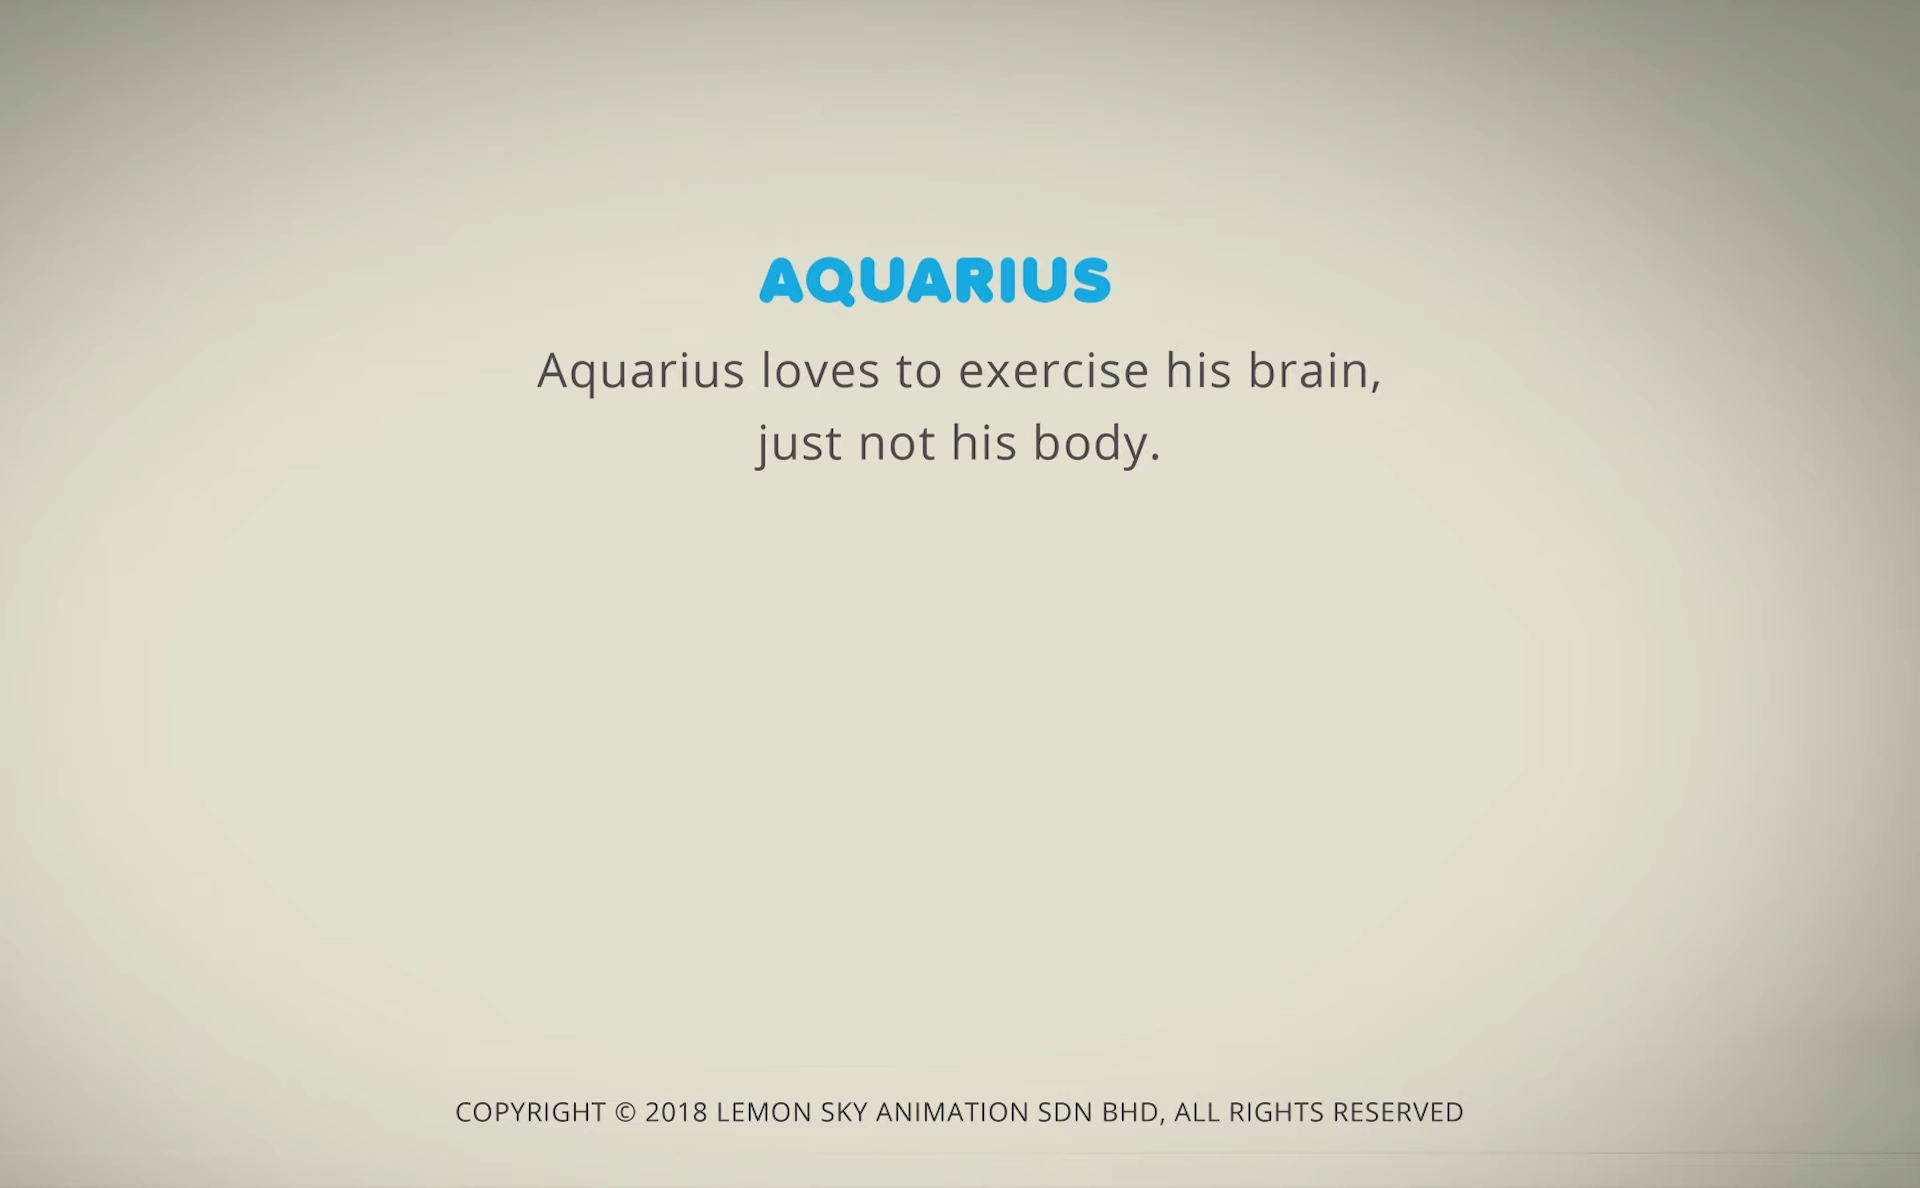 AQUARIUS
Aquarius loves to exercise his brain,
just not his body.
COPYRIGHT © 2018 LEMON SKY ANIMATION SDN BHD, ALL RIGHTS RESERVED